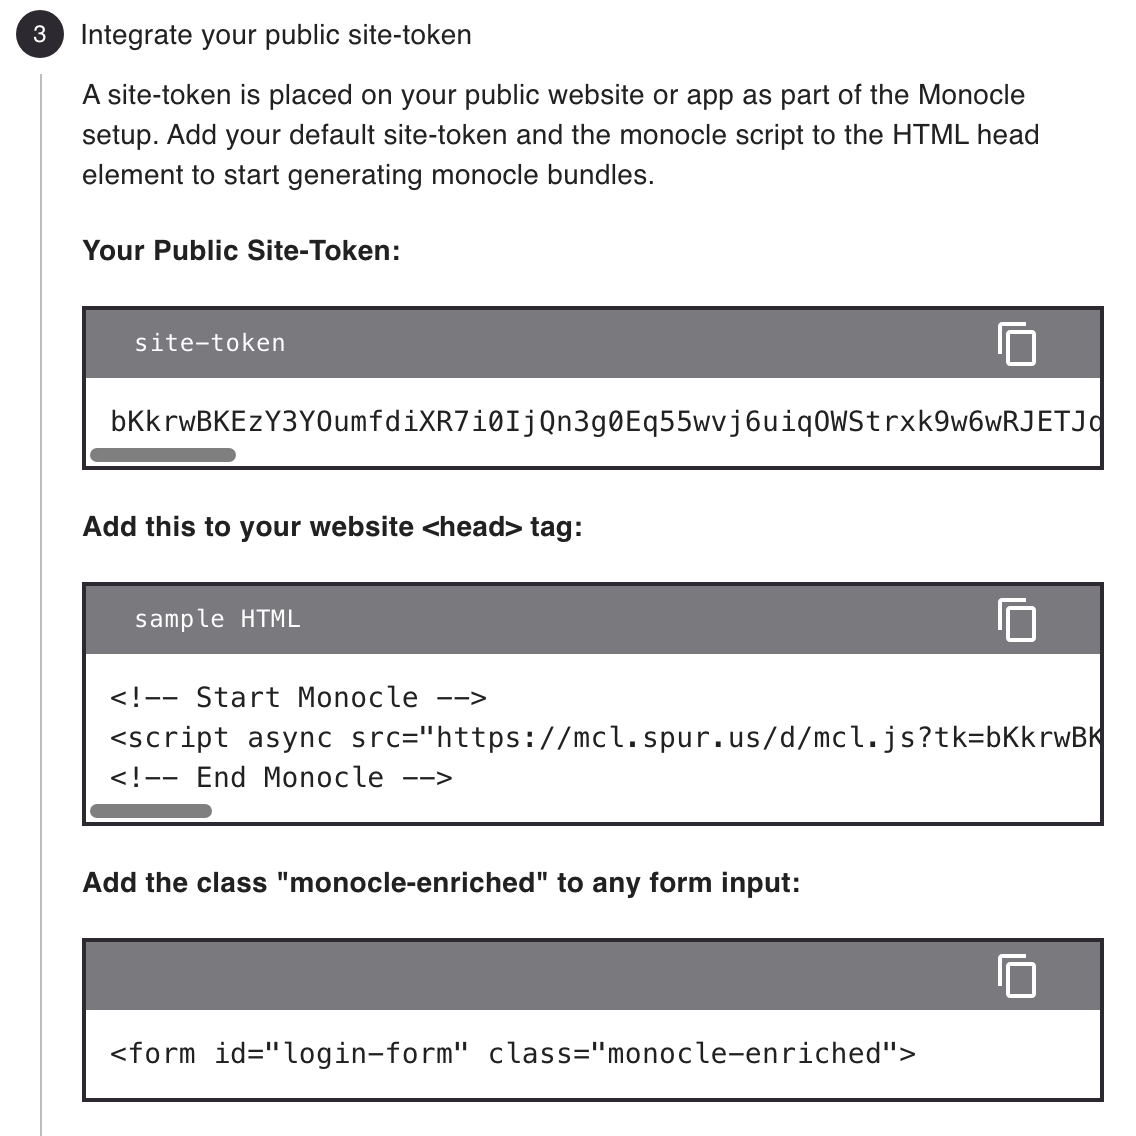 3 Integrate your public site-token
A site-token is placed on your public website or app as part of the Monocle
setup. Add your default site-token and the monocle script to the HTML head
element to start generating monocle bundles.
Your Public Site-Token:
site-token
bKkrwBKEzY3YOumfdiXR7i0IjQn3g0Eq55wvj6uiqOWStrxk9w6wRJETJ
Add this to your website <head> tag:
sample HTML
<!-- Start Monocle -->
<script async src="https://mcl.spur.us/d/mcl.js?tk=bKkrwBK
<!-- End Monocle -->
Add the class "monocle-enriched" to any form input:
<form id="login-form" class="monocle-enriched">